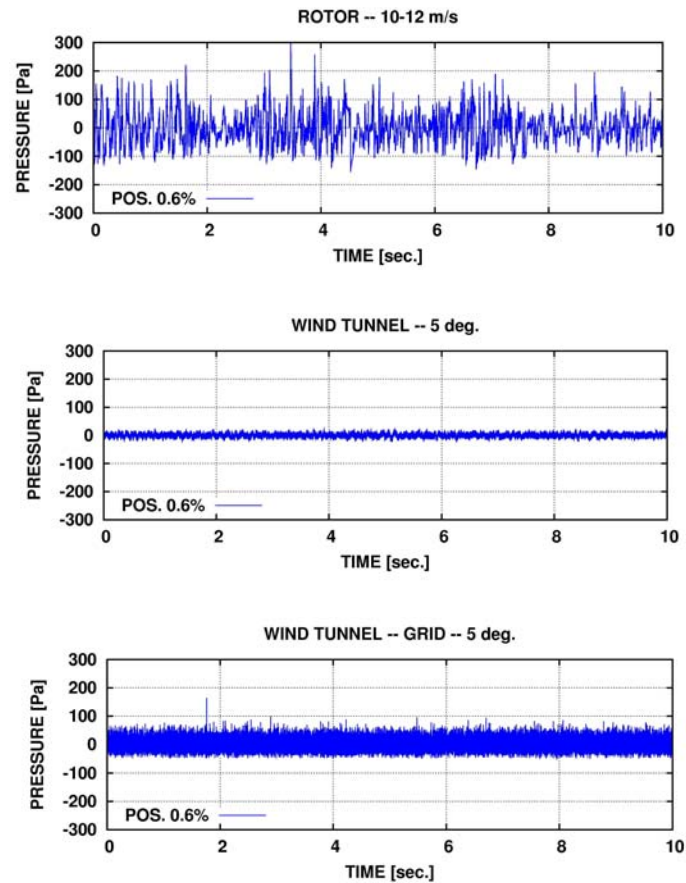 ROTOR -- 10-12 m/s
300
200
100
0
-100
-200
-300
PRESSURE [Pa]
POS. 0.6%
0 2 4 6 8 10
TIME [sec.]
WIND TUNNEL -- 5 deg.
300
200
100
0
-100
-200
-300
PRESSURE [Pa]
POS. 0.6%
0 2 4 6 8 10
TIME [sec.]
WIND TUNNEL -- GRID -- 5 deg.
300
200
100
0
-100
-200
-300
PRESSURE [Pa]
POS. 0.6%
0 2 4 6 8 10
TIME [sec.]